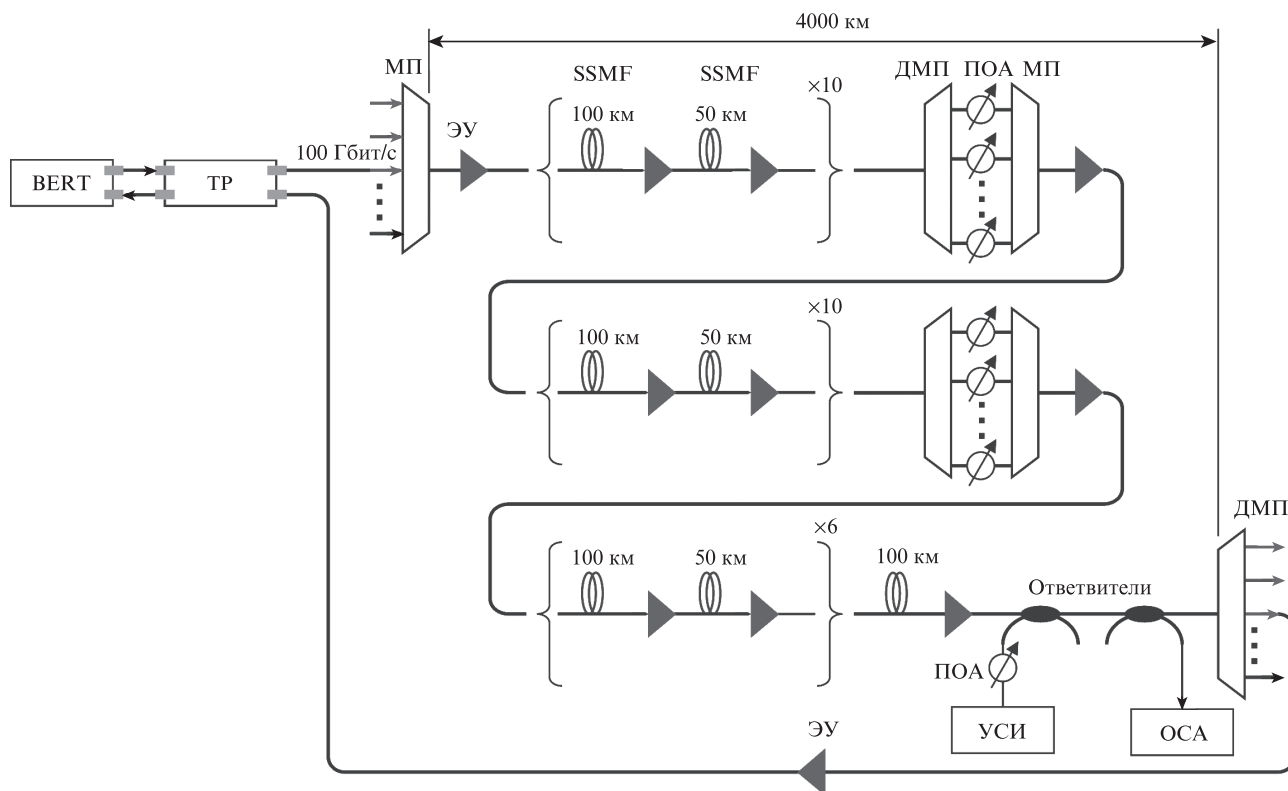 4000 км
МП
SSMF
SSMF
×10
ДМП
ПОА
МП
100 км
50 км
ЭУ
100 Гбит/с
BERT
ТР
×10
100 км
50 км
×6
ДМП
100 км
50 км
100 км
Ответвители
ПОА
УСИ
ОСА
ЭУ